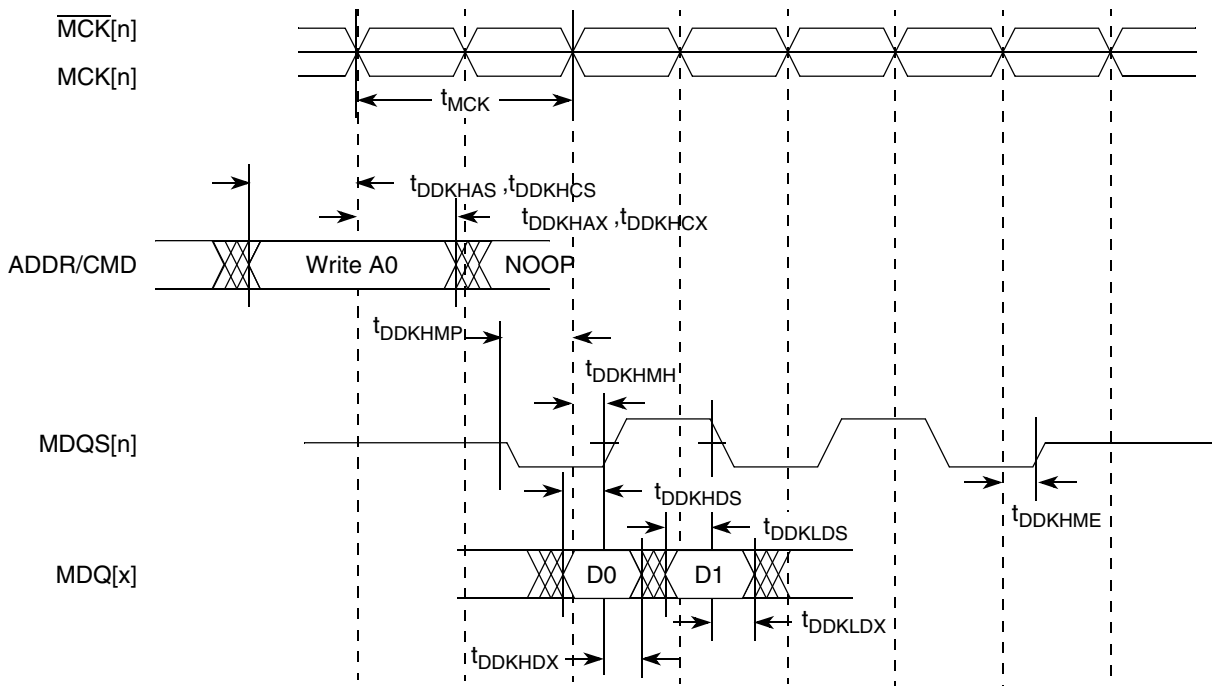 MCK[n]
MCK[n]
tMCK
tDDKHAS ,tDDKHCS
tDDKHAX ,tDDKHCX
ADDR/CMD
Write A0
NOOP
tDDKHMP
tDDKHMH
MDQS[n]
tDDKHDS
tDDKHME
tDDKLDS
MDQ[x]
D0
D1
tDDKLDX
tDDKHDX